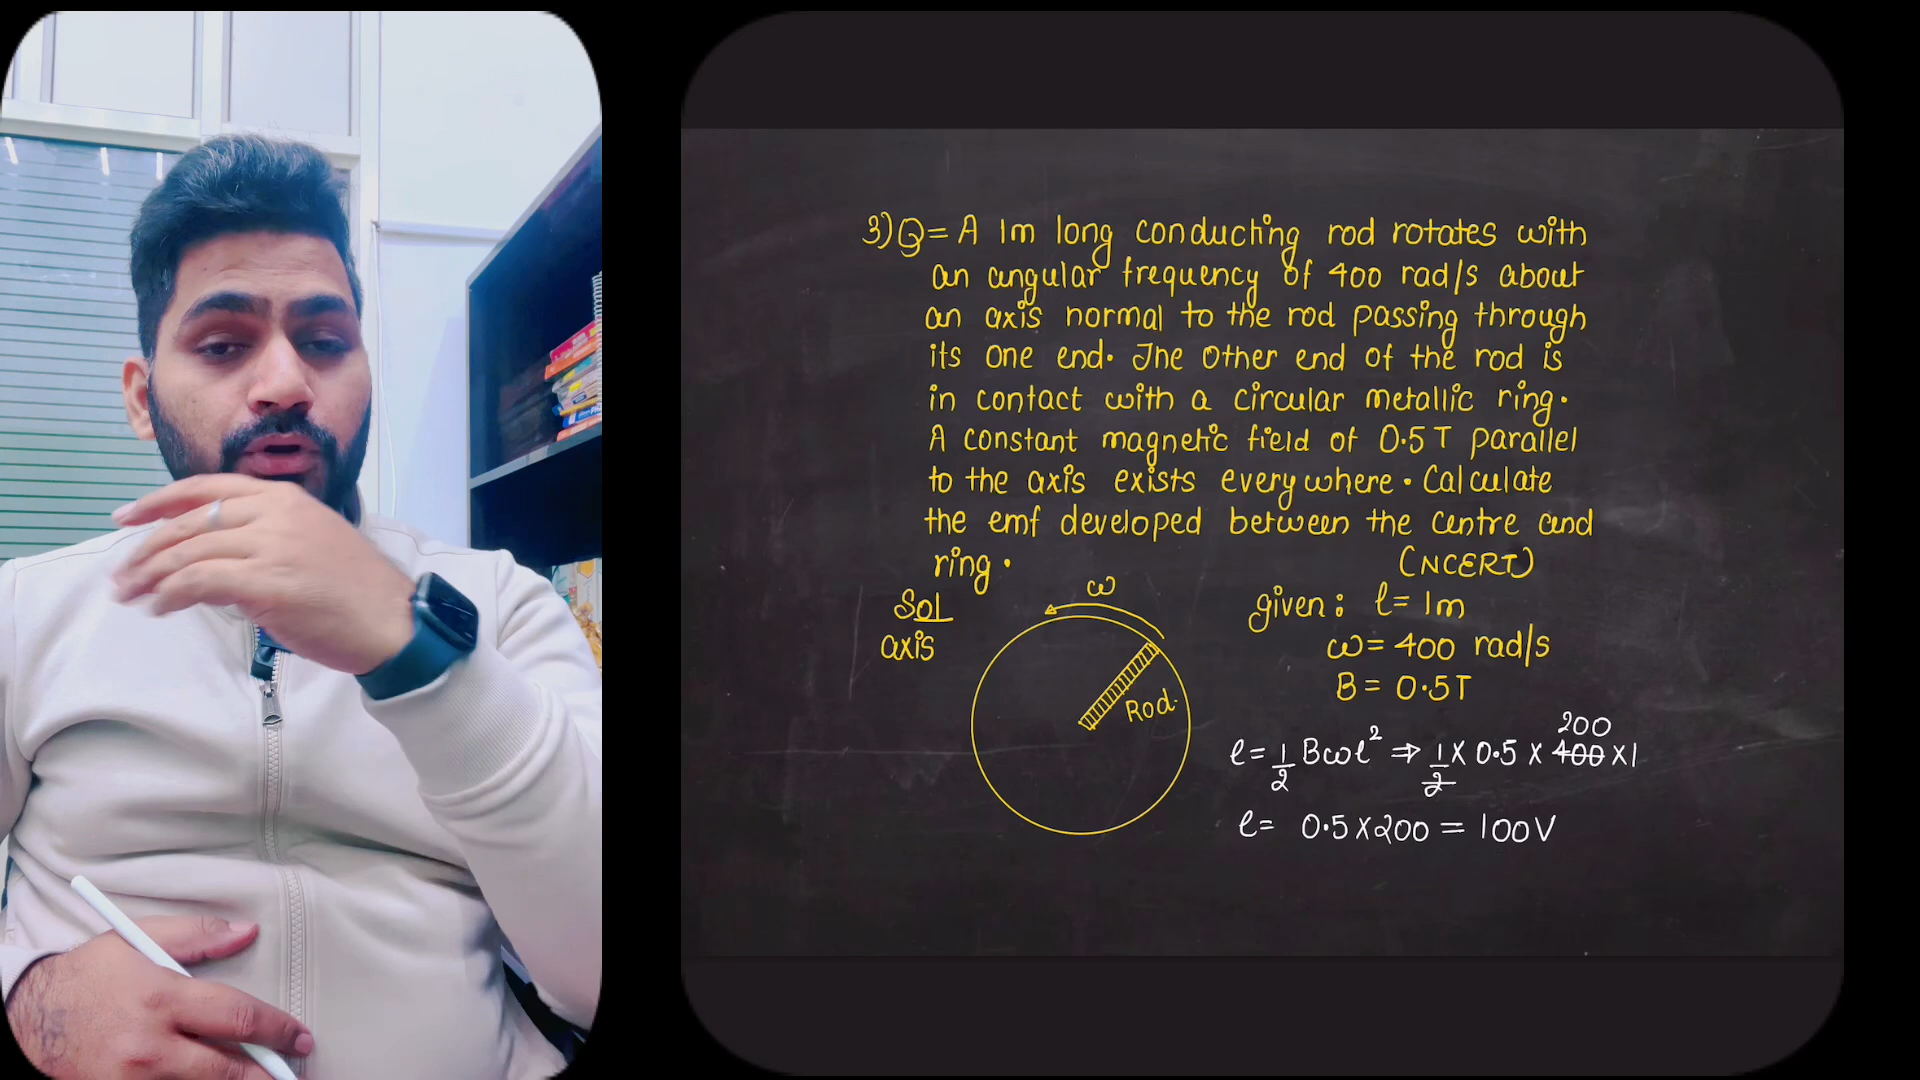 3) Q = A 1m long conducting rod rotates with
an angular frequency of 400 rad/s about
an axis normal to the rod passing through
its one end. The other end of the rod is
in contact with a circular metallic ring.
A constant magnetic field of 0.5 T parallel
to the axis exists everywhere. Calculate
the emf developed between the centre and
ring. (NCERT)
Sol
axis
ω
Rod.
given: l = 1m
ω = 400 rad/s
B = 0.5T
200
e = 1/2 Bωl² ⇒ 1/2 x 0.5 x 400 x 1
e = 0.5 x 200 = 100V